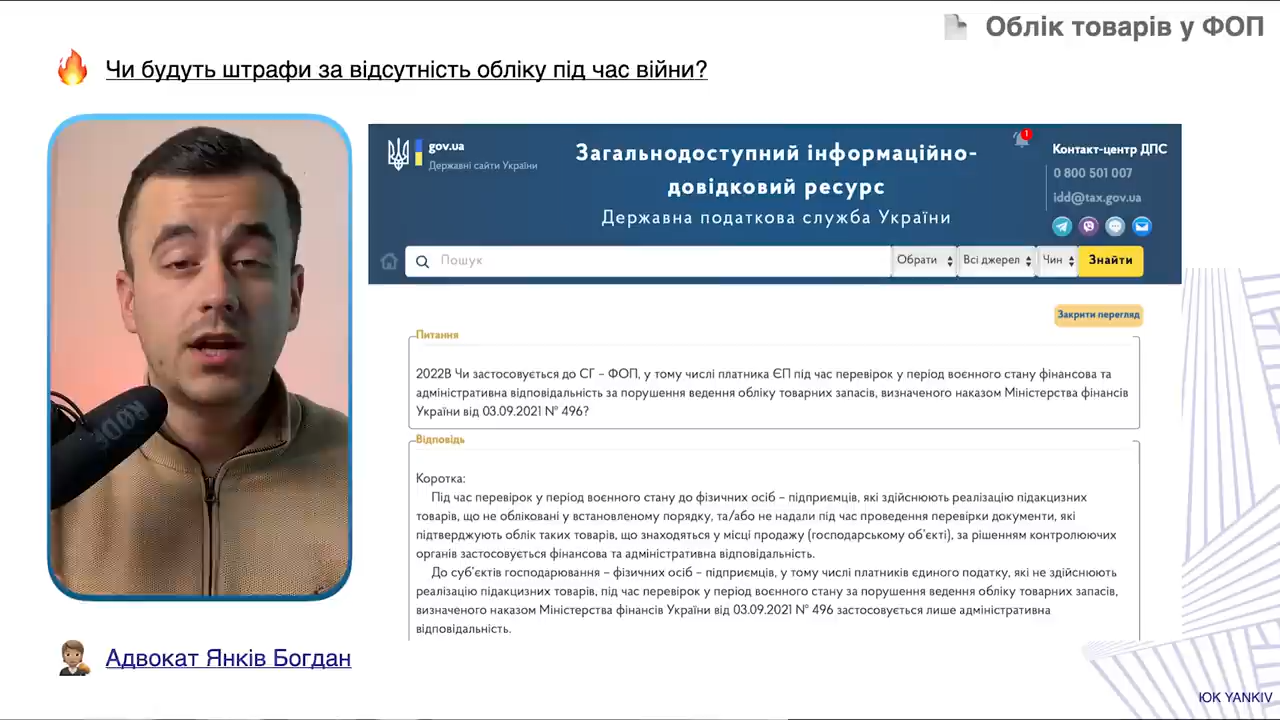 Облік товарів у ФОП
Чи будуть штрафи за відсутність обліку під час війни?
gov.ua
Державні сайти України
Загальнодоступний інформаційно-
довідковий ресурс
Державна податкова служба України
1
Контакт-центр ДПС
0 800 501 007
idd@tax.gov.ua
Пошук
Обрати
Всі джерел
Чин
Знайти
Закрити перегляд
Питання
2022В Чи застосовується до СГ – ФОП, у тому числі платника ЄП під час перевірок у період воєнного стану фінансова та
адміністративна відповідальність за порушення ведення обліку товарних запасів, визначеного наказом Міністерства фінансів
України від 03.09.2021 № 496?
Відповідь
Коротка:
Під час перевірок у період воєнного стану до фізичних осіб – підприємців, які здійснюють реалізацію підакцизних
товарів, що не обліковані у встановленому порядку, та/або не надали під час проведення перевірки документи, які
підтверджують облік таких товарів, що знаходяться у місці продажу (господарському об’єкті), за рішенням контролюючих
органів застосовується фінансова та адміністративна відповідальність.
До суб’єктів господарювання – фізичних осіб – підприємців, у тому числі платників єдиного податку, які не здійснюють
реалізацію підакцизних товарів, під час перевірок у період воєнного стану за порушення ведення обліку товарних запасів,
визначеного наказом Міністерства фінансів України від 03.09.2021 № 496 застосовується лише адміністративна
відповідальність.
RODE
Адвокат Янків Богдан
ЮК YANKIV